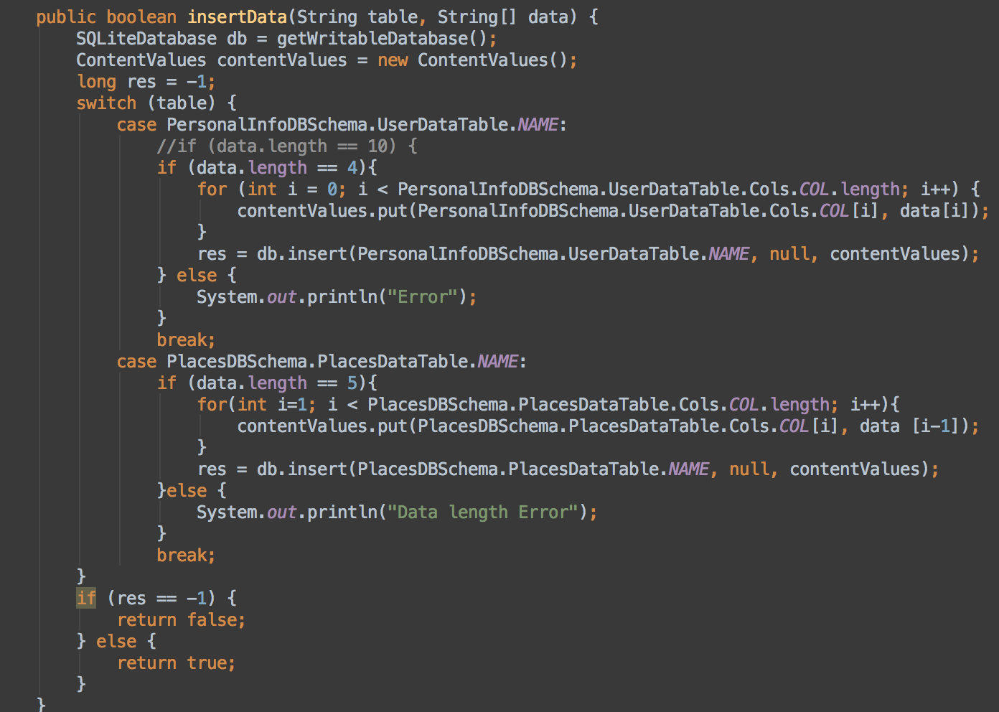 public boolean insertData(String table, String[] data) {
SQLiteDatabase db = getWritableDatabase();
ContentValues contentValues = new ContentValues();
long res = -1;
switch (table) {
case PersonalInfoDBSchema.UserDataTable.NAME:
//if (data.length == 10) {
if (data.length == 4){
for (int i = 0; i < PersonalInfoDBSchema.UserDataTable.Cols.COL.length; i++) {
contentValues.put(PersonalInfoDBSchema.UserDataTable.Cols.COL[i], data[i]);
}
res = db.insert(PersonalInfoDBSchema.UserDataTable.NAME, null, contentValues);
} else {
System.out.println("Error");
}
break;
case PlacesDBSchema.PlacesDataTable.NAME:
if (data.length == 5){
for(int i=1; i < PlacesDBSchema.PlacesDataTable.Cols.COL.length; i++){
contentValues.put(PlacesDBSchema.PlacesDataTable.Cols.COL[i], data [i-1]);
}
res = db.insert(PlacesDBSchema.PlacesDataTable.NAME, null, contentValues);
}else {
System.out.println("Data length Error");
}
break;
}
if (res == -1) {
return false;
} else {
return true;
}
}